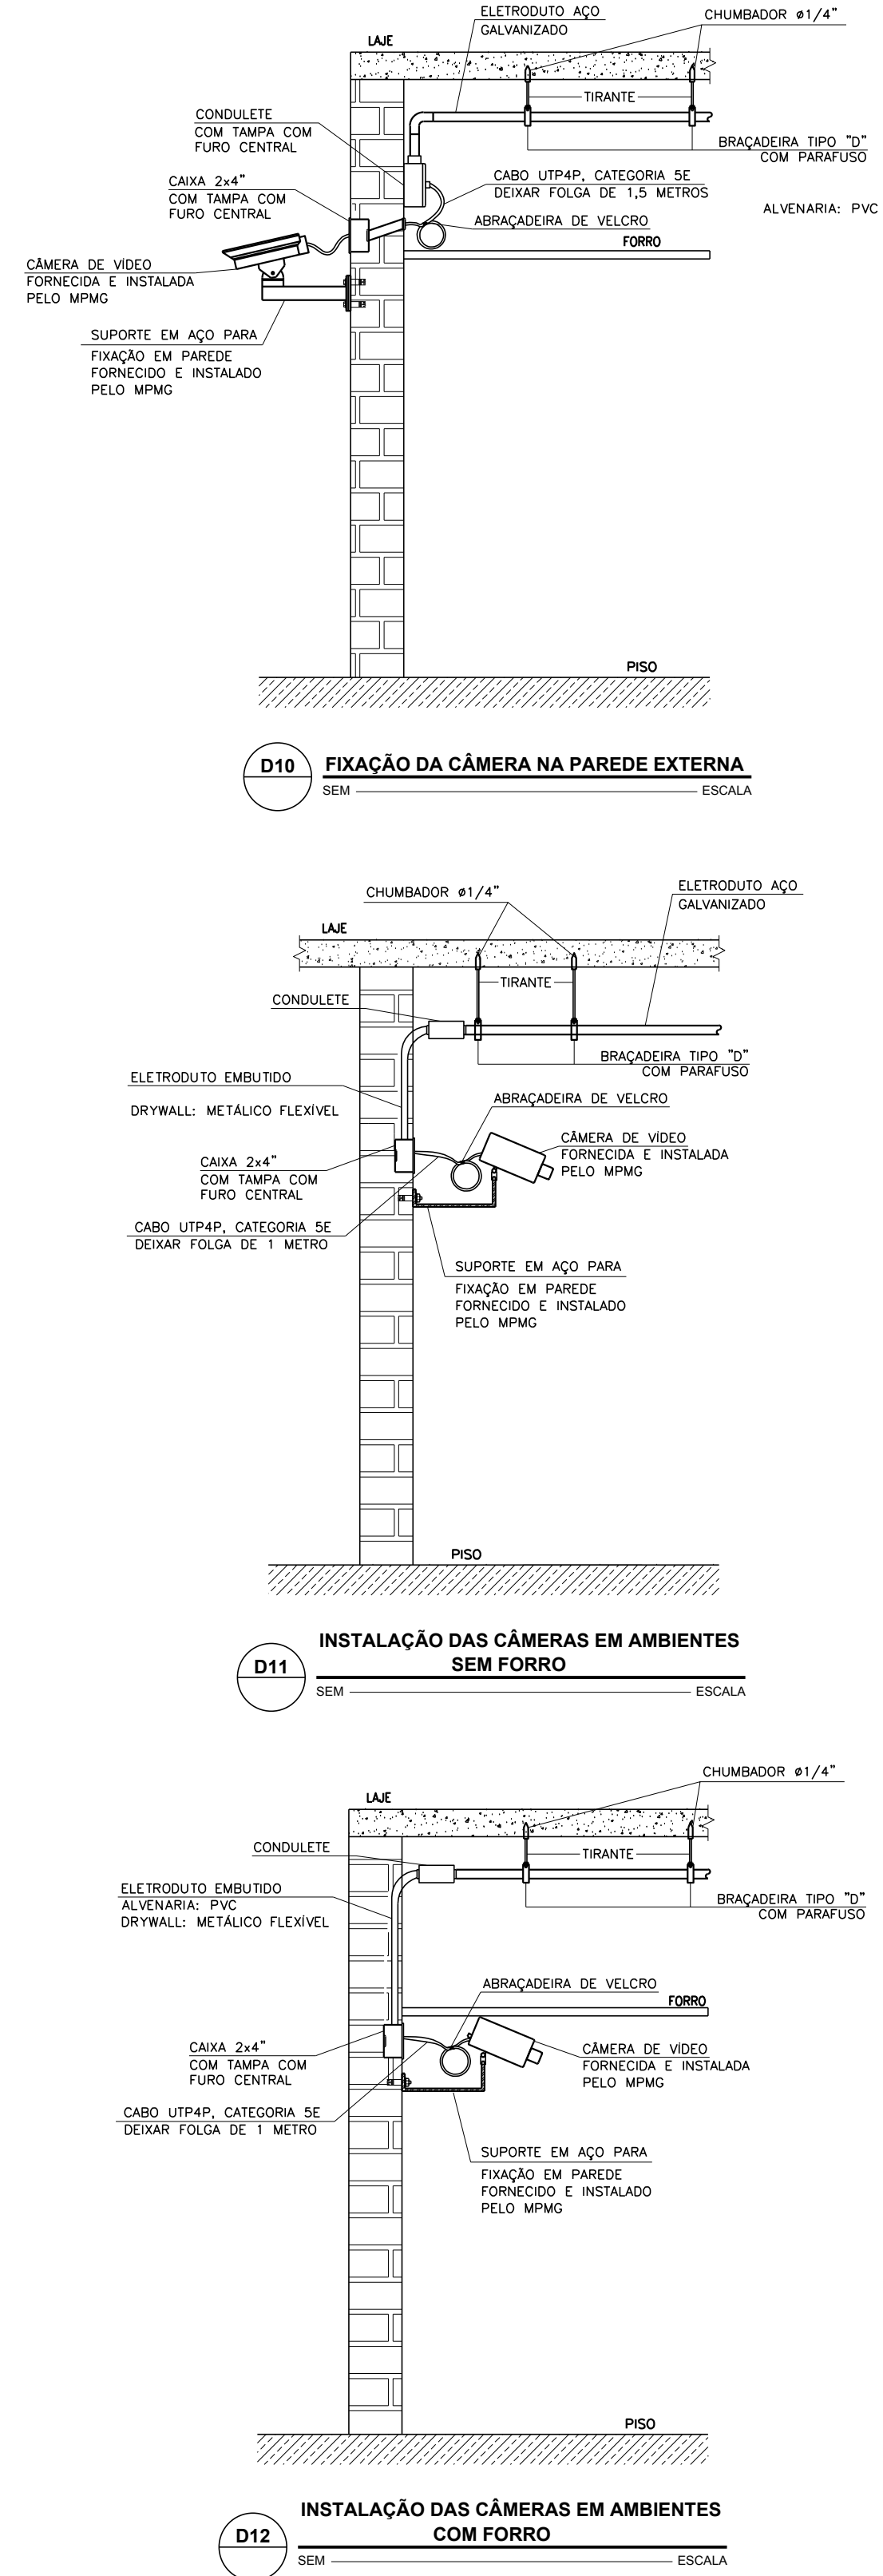 ELETRODUTO AÇO
GALVANIZADO
CHUMBADOR ø1/4"
LAJE
TIRANTE
CONDULETE
COM TAMPA COM
FURO CENTRAL
BRAÇADEIRA TIPO "D"
COM PARAFUSO
CAIXA 2x4"
COM TAMPA COM
FURO CENTRAL
CABO UTP4P, CATEGORIA 5E
DEIXAR FOLGA DE 1,5 METROS
ALVENARIA: PVC
ABRAÇADEIRA DE VELCRO
FORRO
CÂMERA DE VÍDEO
FORNECIDA E INSTALADA
PELO MPMG
SUPORTE EM AÇO PARA
FIXAÇÃO EM PAREDE
FORNECIDO E INSTALADO
PELO MPMG
PISO
D10
FIXAÇÃO DA CÂMERA NA PAREDE EXTERNA
SEM ESCALA
CHUMBADOR ø1/4"
ELETRODUTO AÇO
GALVANIZADO
LAJE
TIRANTE
CONDULETE
BRAÇADEIRA TIPO "D"
COM PARAFUSO
ELETRODUTO EMBUTIDO
DRYWALL: METÁLICO FLEXÍVEL
ABRAÇADEIRA DE VELCRO
CÂMERA DE VÍDEO
FORNECIDA E INSTALADA
PELO MPMG
CAIXA 2x4"
COM TAMPA COM
FURO CENTRAL
CABO UTP4P, CATEGORIA 5E
DEIXAR FOLGA DE 1 METRO
SUPORTE EM AÇO PARA
FIXAÇÃO EM PAREDE
FORNECIDO E INSTALADO
PELO MPMG
PISO
D11
INSTALAÇÃO DAS CÂMERAS EM AMBIENTES
SEM FORRO
SEM ESCALA
CHUMBADOR ø1/4"
LAJE
CONDULETE
TIRANTE
ELETRODUTO EMBUTIDO
ALVENARIA: PVC
DRYWALL: METÁLICO FLEXÍVEL
BRAÇADEIRA TIPO "D"
COM PARAFUSO
ABRAÇADEIRA DE VELCRO
FORRO
CAIXA 2x4"
COM TAMPA COM
FURO CENTRAL
CÂMERA DE VÍDEO
FORNECIDA E INSTALADA
PELO MPMG
CABO UTP4P, CATEGORIA 5E
DEIXAR FOLGA DE 1 METRO
SUPORTE EM AÇO PARA
FIXAÇÃO EM PAREDE
FORNECIDO E INSTALADO
PELO MPMG
PISO
D12
INSTALAÇÃO DAS CÂMERAS EM AMBIENTES
COM FORRO
SEM ESCALA